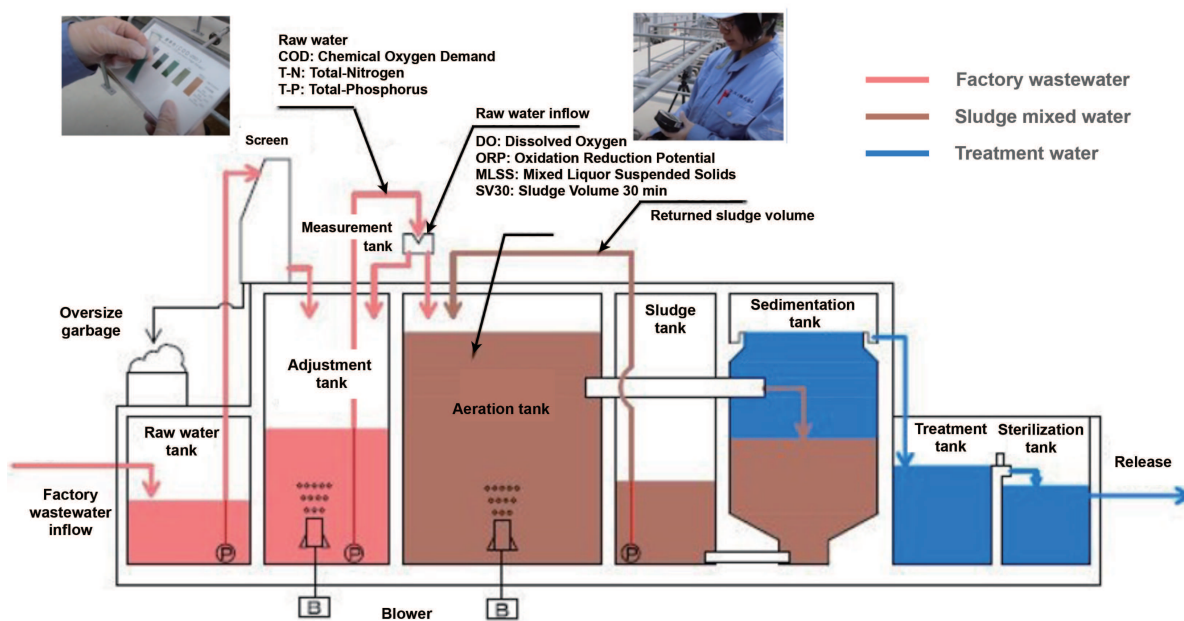 Raw water
COD: Chemical Oxygen Demand
T-N: Total-Nitrogen
T-P: Total-Phosphorus
Raw water inflow
DO: Dissolved Oxygen
ORP: Oxidation Reduction Potential
MLSS: Mixed Liquor Suspended Solids
SV30: Sludge Volume 30 min
Factory wastewater
Sludge mixed water
Treatment water
Screen
Measurement
tank
Returned sludge volume
Oversize
garbage
Adjustment
tank
Aeration tank
Sludge
tank
Sedimentation
tank
Raw water
tank
Treatment
tank
Sterilization
tank
Release
Factory
wastewater
inflow
P
P
P
B
B
Blower